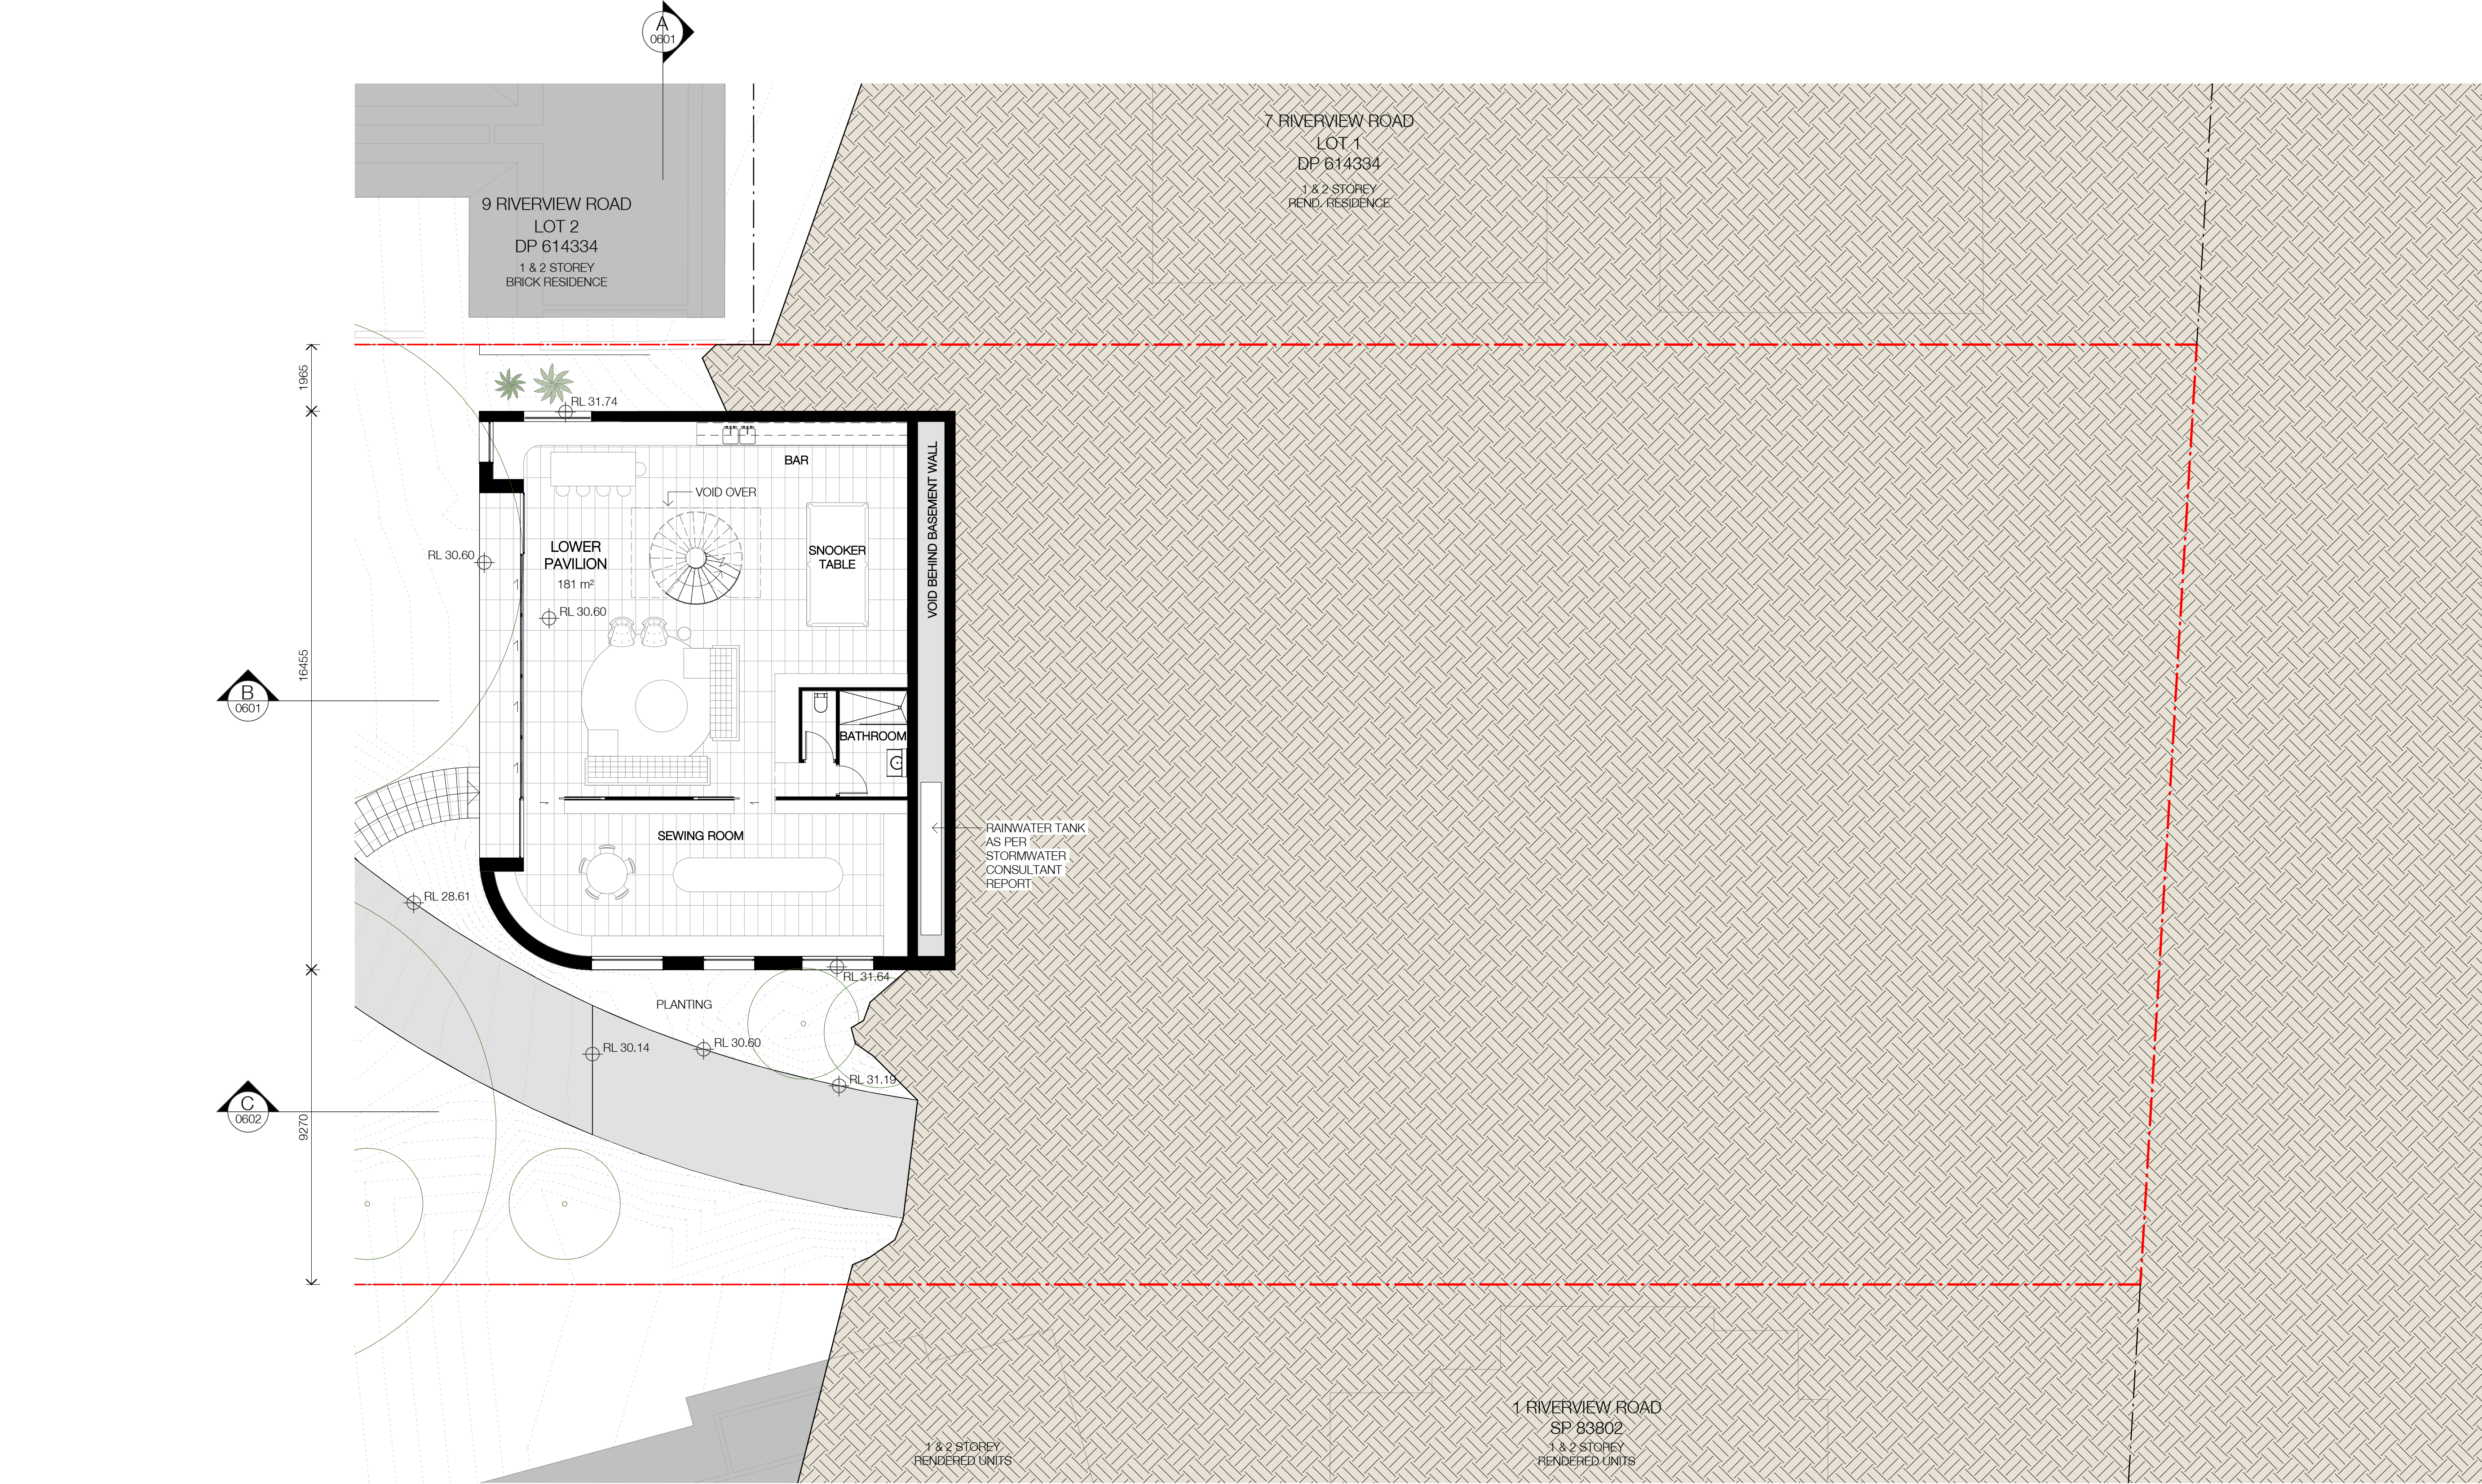 A
0601
7 RIVERVIEW ROAD
LOT 1
DP 614334
1 & 2 STOREY
REND. RESIDENCE
9 RIVERVIEW ROAD
LOT 2
DP 614334
1 & 2 STOREY
BRICK RESIDENCE
1965
RL 31.74
BAR
VOID OVER
VOID BEHIND BASEMENT WALL
LOWER
PAVILION
181 m²
SNOOKER
TABLE
RL 30.60
RL 30.60
16455
B
0601
BATHROOM
SEWING ROOM
RAINWATER TANK
AS PER
STORMWATER
CONSULTANT
REPORT
RL 28.61
RL 31.64
PLANTING
RL 30.14
RL 30.60
RL 31.19
C
0602
9270
1 RIVERVIEW ROAD
SP 83802
1 & 2 STOREY
RENDERED UNITS
1 & 2 STOREY
RENDERED UNITS